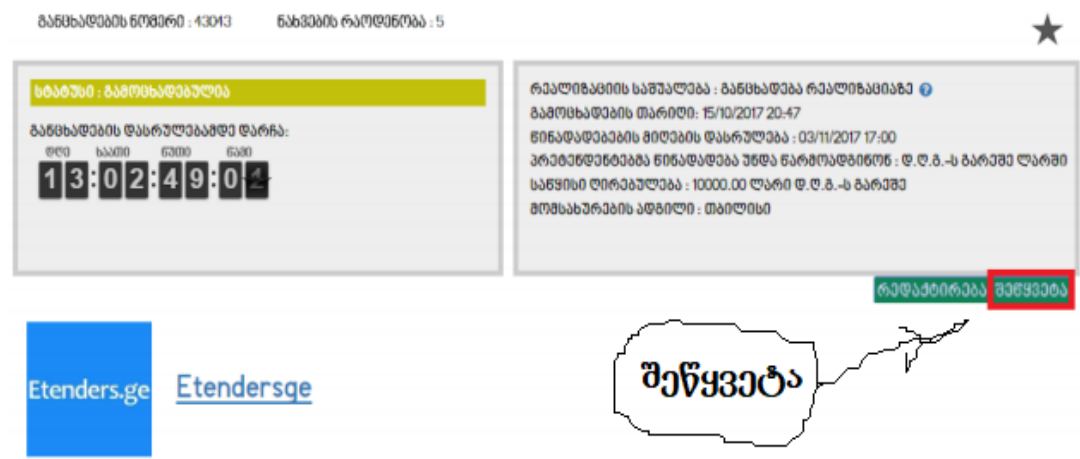 განცხადების ნომერი : 43043 ნახვების რაოდენობა : 5
სტატუსი : გამოცხადებულია
განცხადების დასრულებამდე დარჩა:
დღე საათი წუთი წამი
13:02:49:0
რეალიზაციის საშუალება : განცხადება რეალიზაციაზე ?
გამოცხადების თარიღი: 15/10/2017 20:47
წინადადებების მიღების დასრულება : 03/11/2017 17:00
პრეტენდენტებმა წინადადება უნდა წარმოადგინონ : დ.ღ.გ.-ს გარეშე ლარში
საწყისი ღირებულება : 10000.00 ლარი დ.ღ.გ.-ს გარეშე
მომსახურების ადგილი : თბილისი
რედაქტირება შეწყვეტა
Etenders.ge Etendersge
შეწყვეტა